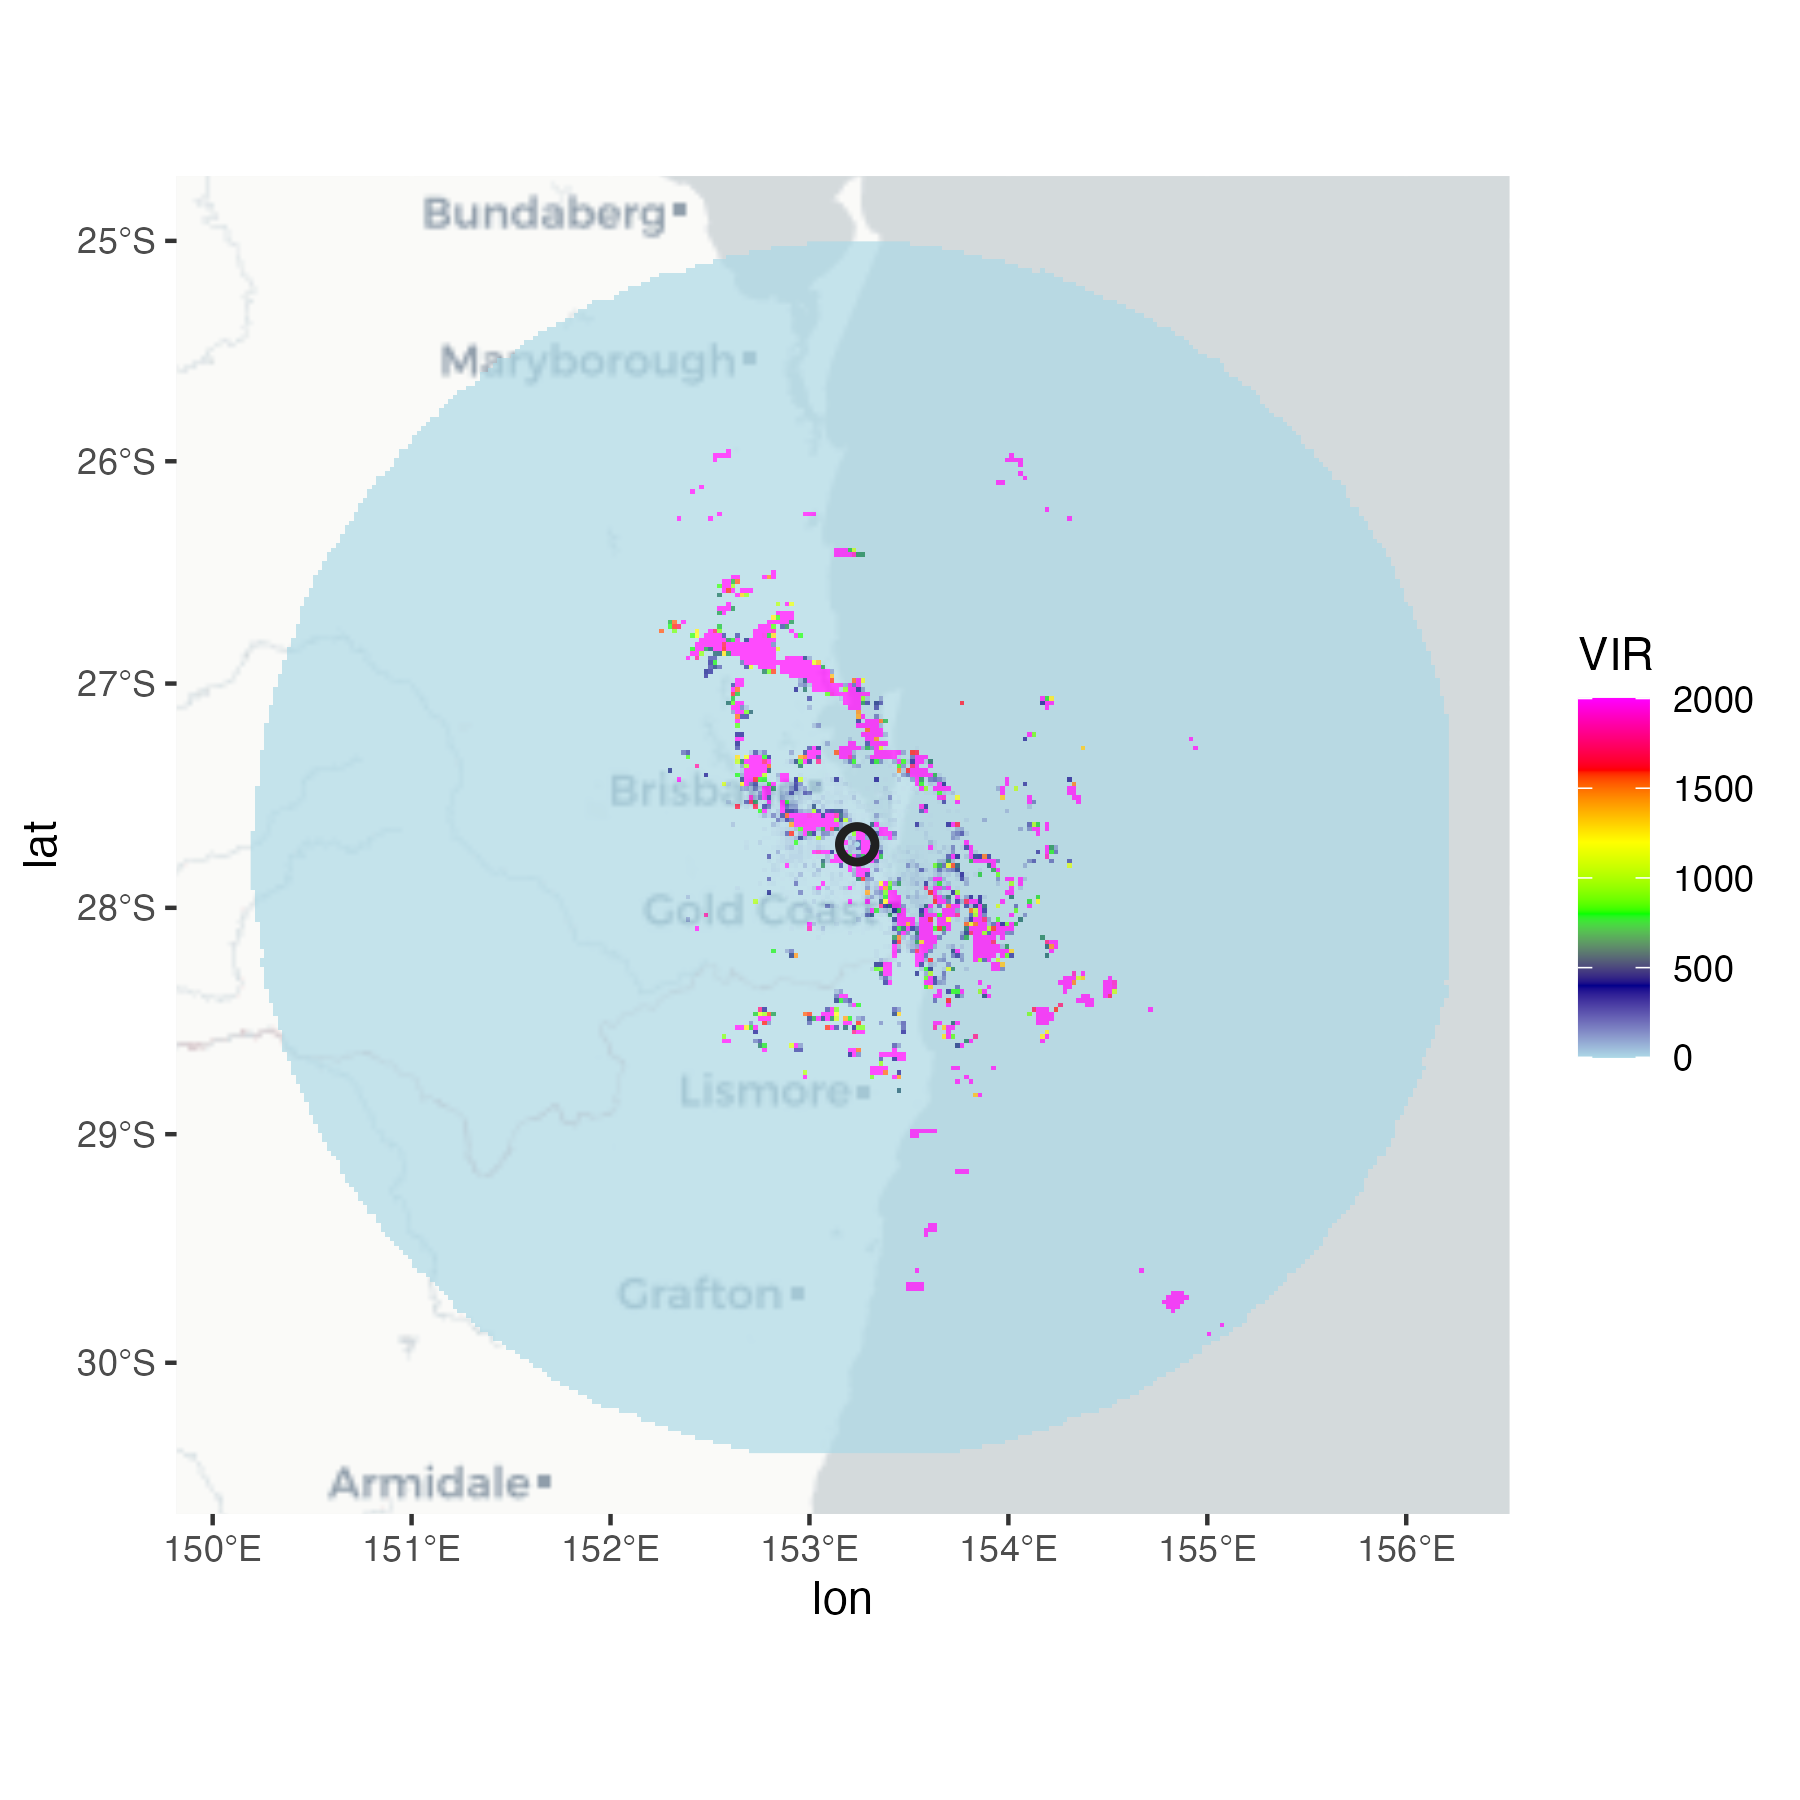 Bundaberg
25°S
Maryborough
26°S
VIR
27°S
2000
Brisbane
1500
lat
1000
28°S
Gold Coast
500
0
Lismore
29°S
Grafton
30°S
Armidale
150°E 151°E 152°E 153°E 154°E 155°E 156°E
lon